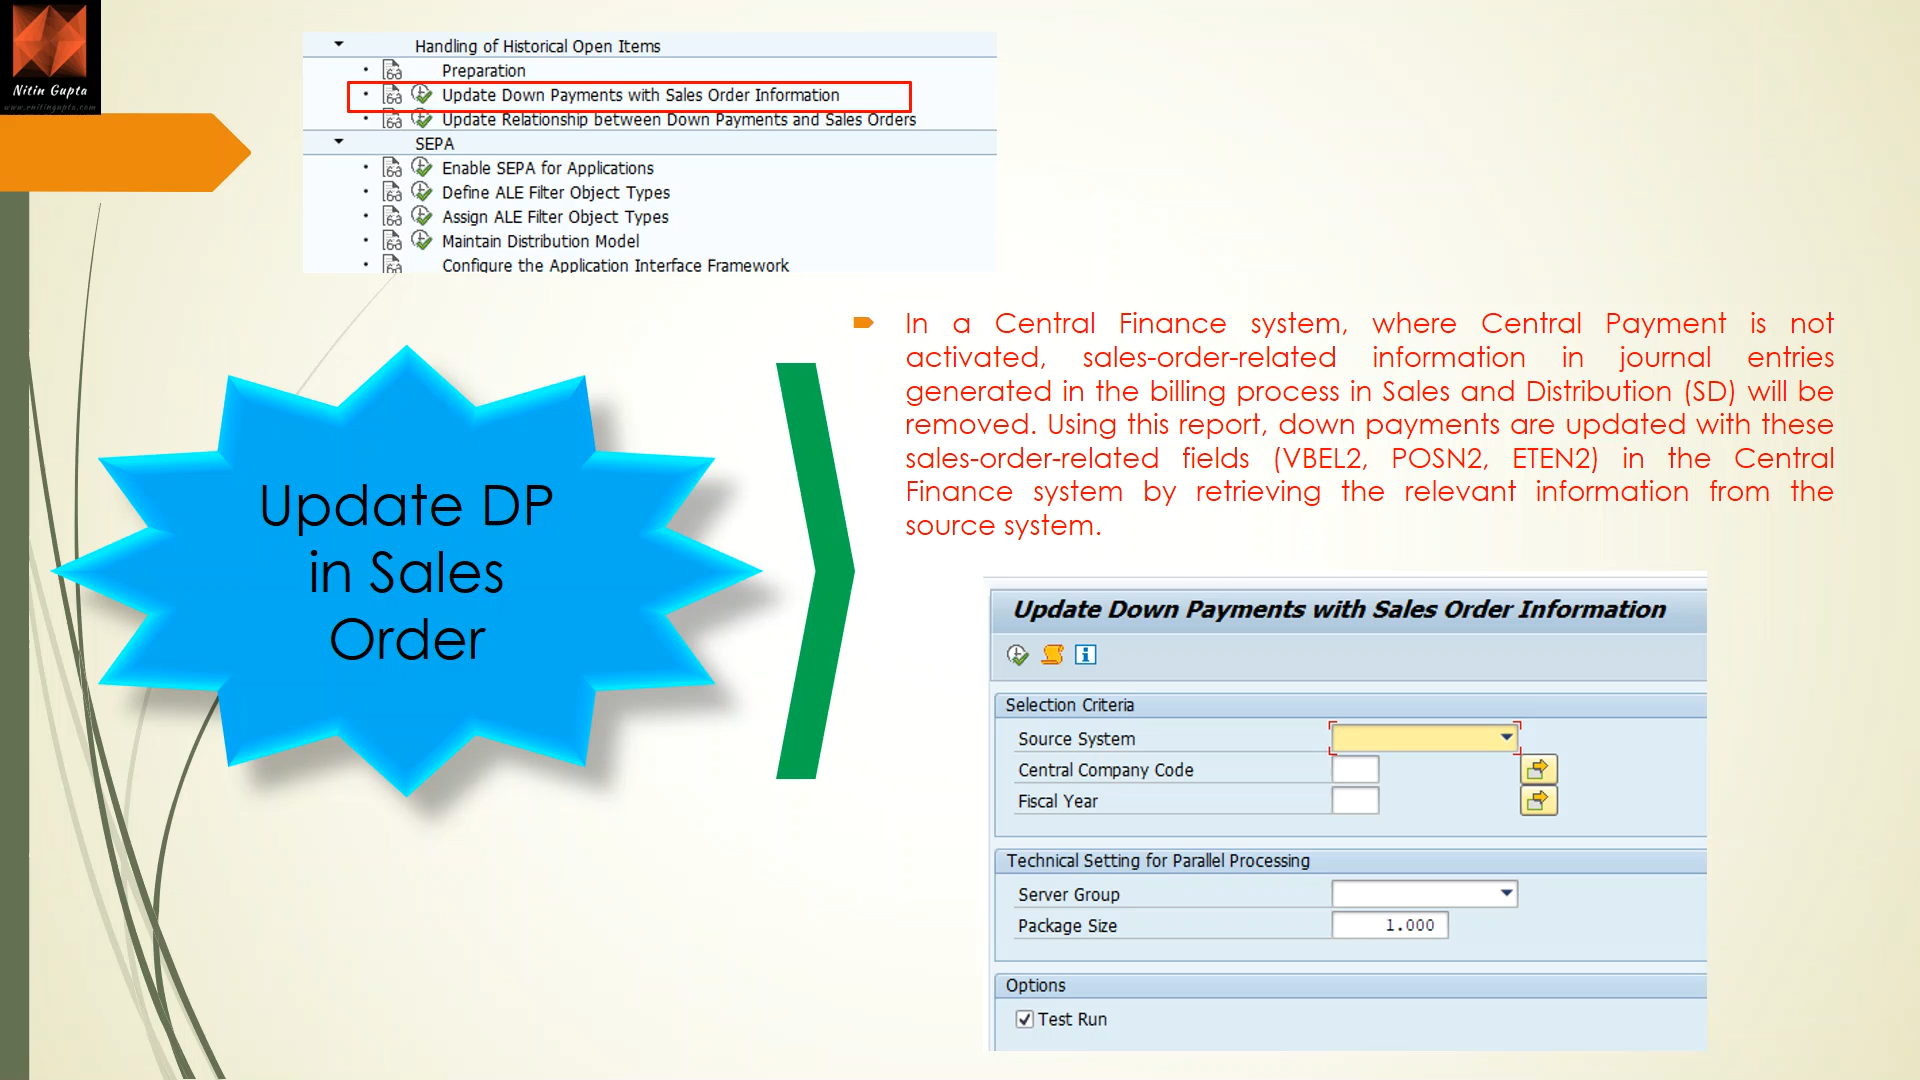 Nitin Gupta
Handling of Historical Open Items
Preparation
Update Down Payments with Sales Order Information
Update Relationship between Down Payments and Sales Orders
SEPA
Enable SEPA for Applications
Define ALE Filter Object Types
Assign ALE Filter Object Types
Maintain Distribution Model
Configure the Application Interface Framework
Update DP
in Sales
Order
In a Central Finance system, where Central Payment is not
activated, sales-order-related information in journal entries
generated in the billing process in Sales and Distribution (SD) will be
removed. Using this report, down payments are updated with these
sales-order-related fields (VBEL2, POSN2, ETEN2) in the Central
Finance system by retrieving the relevant information from the
source system.
Update Down Payments with Sales Order Information
Selection Criteria
Source System
Central Company Code
Fiscal Year
Technical Setting for Parallel Processing
Server Group
Package Size 1.000
Options
Test Run